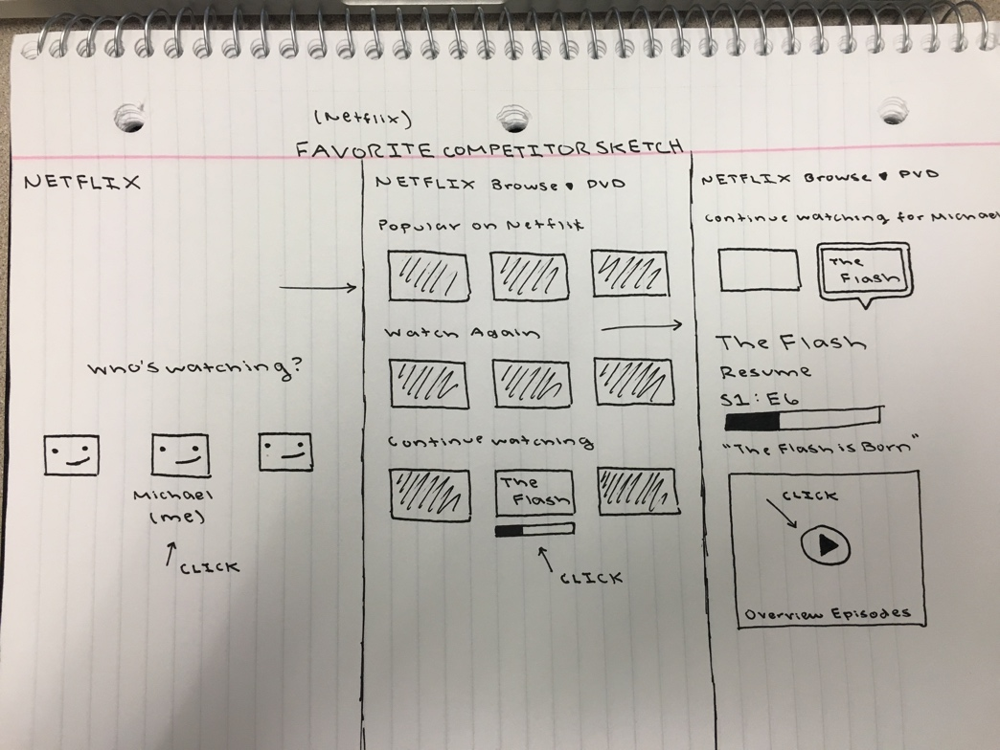 (Netflix)
FAVORITE COMPETITOR SKETCH
NETFLIX
who's watching?
Michael
(me)
CLICK
NETFLIX Browse DVD
Popular on Netflix
Watch Again
Continue watching
The
Flash
CLICK
NETFLIX Browse DVD
Continue watching for Michael
The
Flash
The Flash
Resume
S1: E6
"The Flash is Born"
CLICK
Overview Episodes